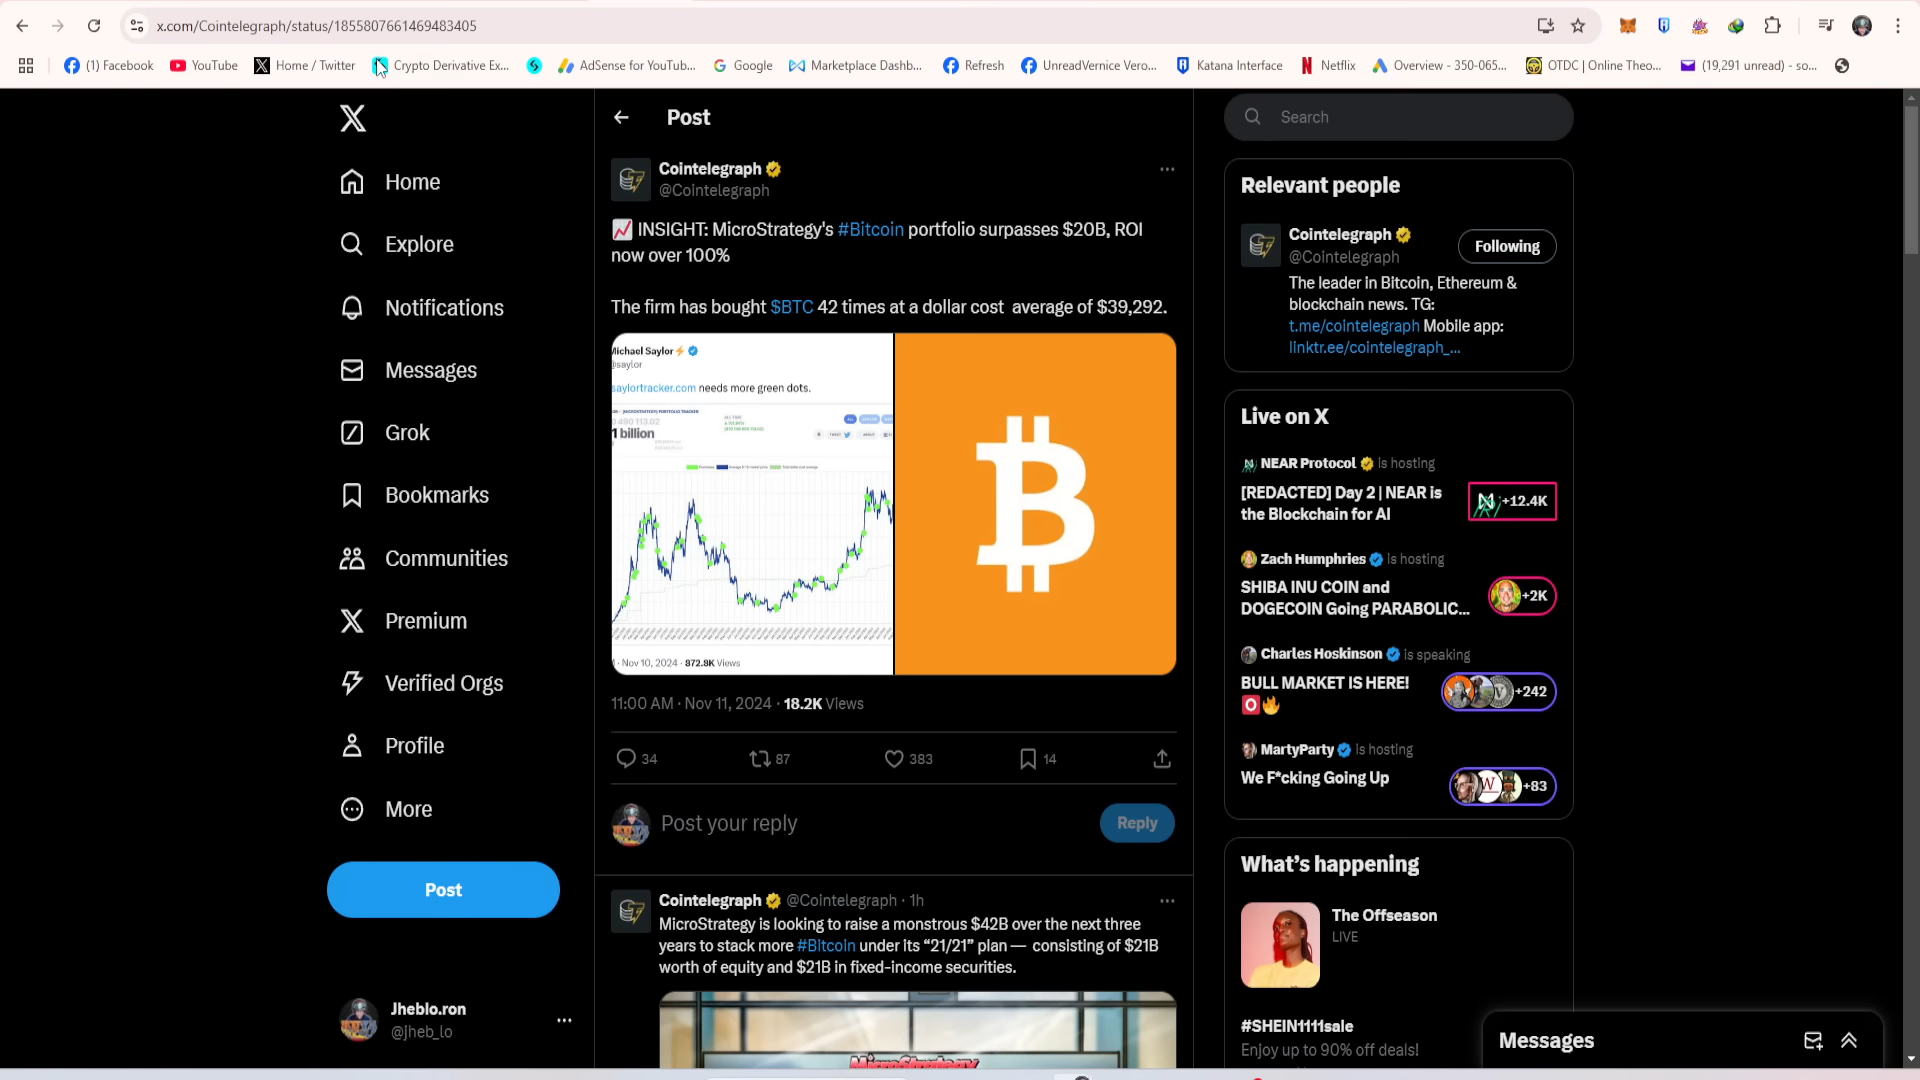 x.com/Cointelegraph/status/1855807661469483405
(1) Facebook
YouTube
Home / Twitter
Crypto Derivative Ex...
AdSense for YouTub...
Google
Marketplace Dashb...
Refresh
UnreadVernice Vero...
Katana Interface
Netflix
Overview - 350-065...
OTDC | Online Theo...
(19,291 unread) - so...
Home
Explore
Notifications
Messages
Grok
Bookmarks
Communities
Premium
Verified Orgs
Profile
More
Post
Jheblo.ron
@jheb_lo
Post
Cointelegraph
@Cointelegraph
INSIGHT: MicroStrategy's #Bitcoin portfolio surpasses $20B, ROI
now over 100%
The firm has bought $BTC 42 times at a dollar cost average of $39,292.
Michael Saylor
@saylor
saylortracker.com needs more green dots.
1 billion
Nov 10, 2024 · 872.8K Views
11:00 AM · Nov 11, 2024 · 18.2K Views
34
87
383
14
Post your reply
Reply
Cointelegraph @Cointelegraph · 1h
MicroStrategy is looking to raise a monstrous $42B over the next three
years to stack more #Bitcoin under its “21/21” plan — consisting of $21B
worth of equity and $21B in fixed-income securities.
MicroStrategy
Search
Relevant people
Cointelegraph
@Cointelegraph
Following
The leader in Bitcoin, Ethereum &
blockchain news. TG:
t.me/cointelegraph Mobile app:
linktr.ee/cointelegraph_...
Live on X
NEAR Protocol is hosting
[REDACTED] Day 2 | NEAR is
the Blockchain for AI
+12.4K
Zach Humphries is hosting
SHIBA INU COIN and
DOGECOIN Going PARABOLIC...
+2K
Charles Hoskinson is speaking
BULL MARKET IS HERE!
+242
MartyParty is hosting
We F*cking Going Up
+83
What’s happening
The Offseason
LIVE
#SHEIN1111sale
Enjoy up to 90% off deals!
Messages